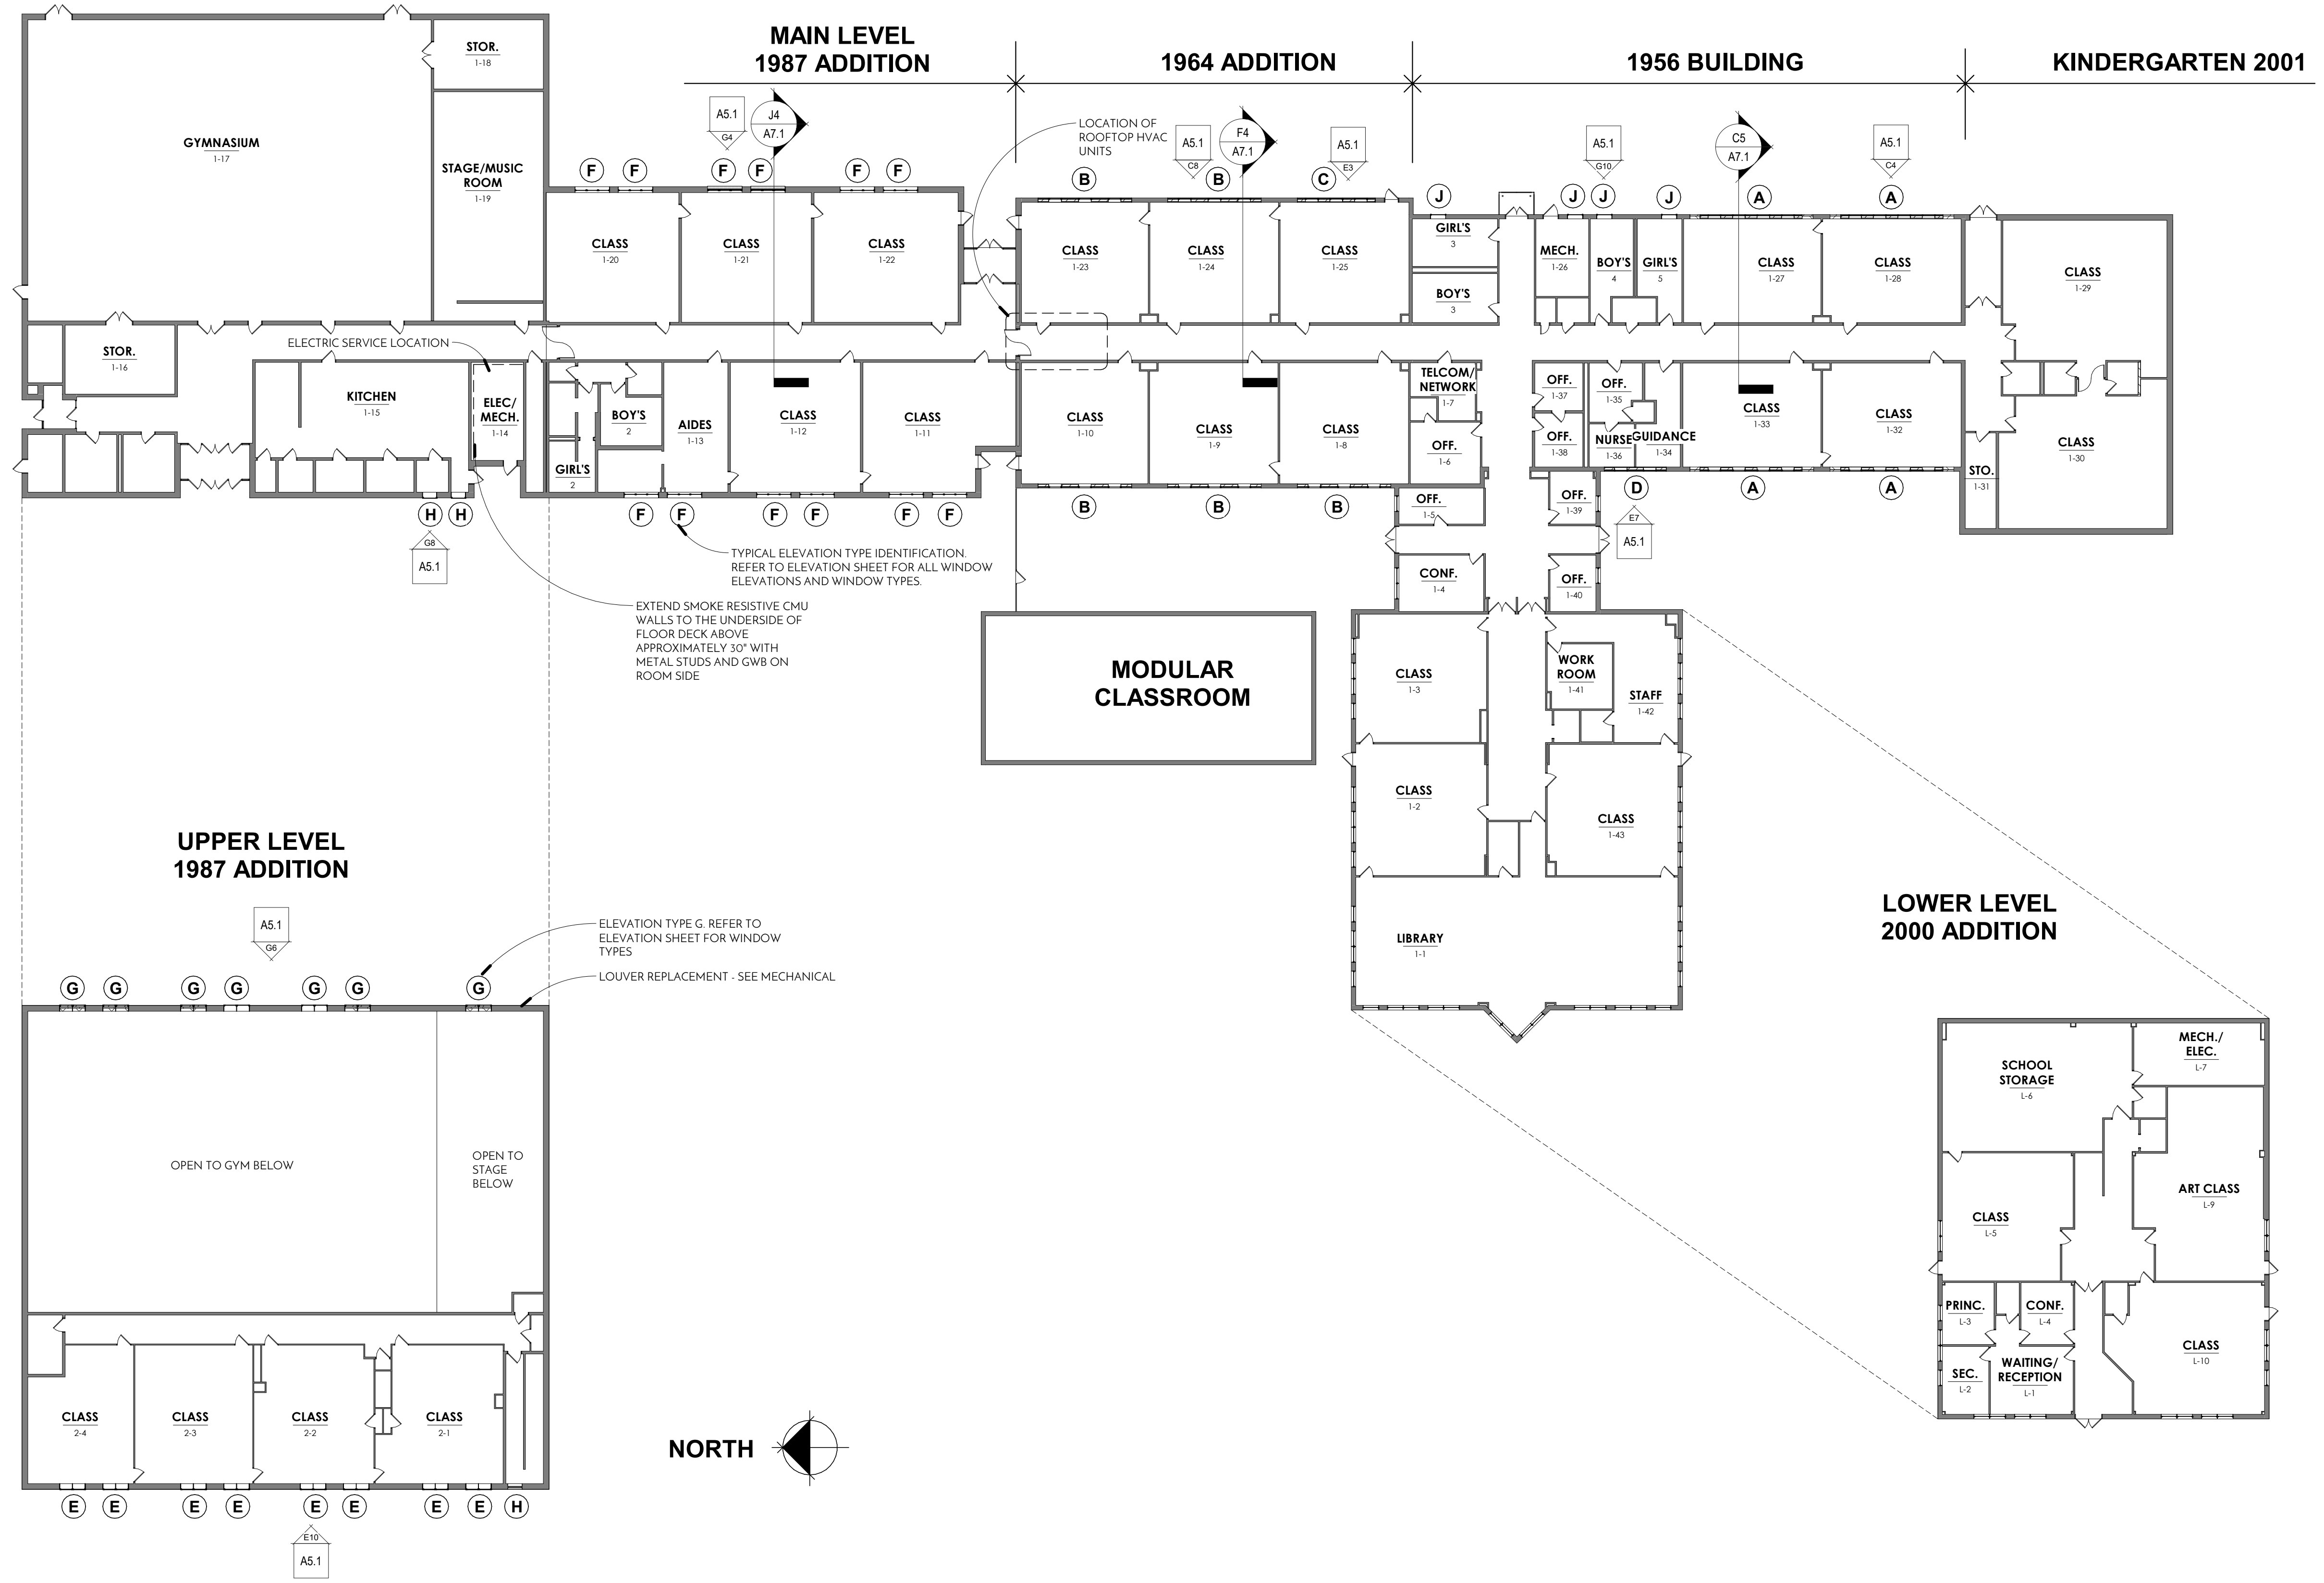 MAIN LEVEL
1987 ADDITION
1964 ADDITION
1956 BUILDING
KINDERGARTEN 2001
STOR.
1-18
GYMNASIUM
1-17
STAGE/MUSIC
ROOM
1-19
A5.1
G4
J4
A7.1
LOCATION OF
ROOFTOP HVAC
UNITS
A5.1
C8
F4
A7.1
A5.1
E3
A5.1
G10
C5
A7.1
A5.1
C4
F
F
F
F
F
F
B
B
C
J
J
J
J
A
A
CLASS
1-20
CLASS
1-21
CLASS
1-22
CLASS
1-23
CLASS
1-24
CLASS
1-25
GIRL'S
3
BOY'S
3
MECH.
1-26
BOY'S
4
GIRL'S
5
CLASS
1-27
CLASS
1-28
CLASS
1-29
ELECTRIC SERVICE LOCATION
STOR.
1-16
KITCHEN
1-15
ELEC/
MECH.
1-14
BOY'S
2
GIRL'S
2
AIDES
1-13
CLASS
1-12
CLASS
1-11
CLASS
1-10
CLASS
1-9
CLASS
1-8
TELCOM/
NETWORK
1-7
OFF.
1-6
OFF.
1-37
OFF.
1-38
OFF.
1-35
NURSE
1-36
GUIDANCE
1-34
CLASS
1-33
CLASS
1-32
STO.
1-31
CLASS
1-30
H
H
F
F
F
F
F
F
B
B
B
D
A
A
G8
A5.1
E7
A5.1
TYPICAL ELEVATION TYPE IDENTIFICATION.
REFER TO ELEVATION SHEET FOR ALL WINDOW
ELEVATIONS AND WINDOW TYPES.
EXTEND SMOKE RESISTIVE CMU
WALLS TO THE UNDERSIDE OF
FLOOR DECK ABOVE
APPROXIMATELY 30" WITH
METAL STUDS AND GWB ON
ROOM SIDE
OFF.
1-5
OFF.
1-39
CONF.
1-4
OFF.
1-40
MODULAR
CLASSROOM
CLASS
1-3
WORK
ROOM
1-41
STAFF
1-42
CLASS
1-2
CLASS
1-43
LIBRARY
1-1
UPPER LEVEL
1987 ADDITION
A5.1
G6
ELEVATION TYPE G. REFER TO
ELEVATION SHEET FOR WINDOW
TYPES
LOUVER REPLACEMENT - SEE MECHANICAL
G
G
G
G
G
G
G
OPEN TO GYM BELOW
OPEN TO
STAGE
BELOW
CLASS
2-4
CLASS
2-3
CLASS
2-2
CLASS
2-1
E
E
E
E
E
E
E
E
H
E10
A5.1
NORTH
LOWER LEVEL
2000 ADDITION
MECH./
ELEC.
L-7
SCHOOL
STORAGE
L-6
ART CLASS
L-9
CLASS
L-5
PRINC.
L-3
CONF.
L-4
SEC.
L-2
WAITING/
RECEPTION
L-1
CLASS
L-10